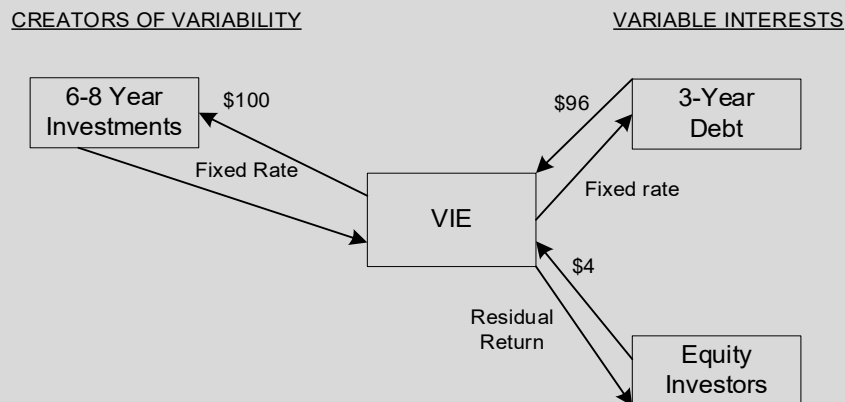 CREATORS OF VARIABILITY
VARIABLE INTERESTS
6-8 Year
Investments
$100
Fixed Rate
$96
3-Year
Debt
Fixed rate
VIE
$4
Residual
Return
Equity
Investors